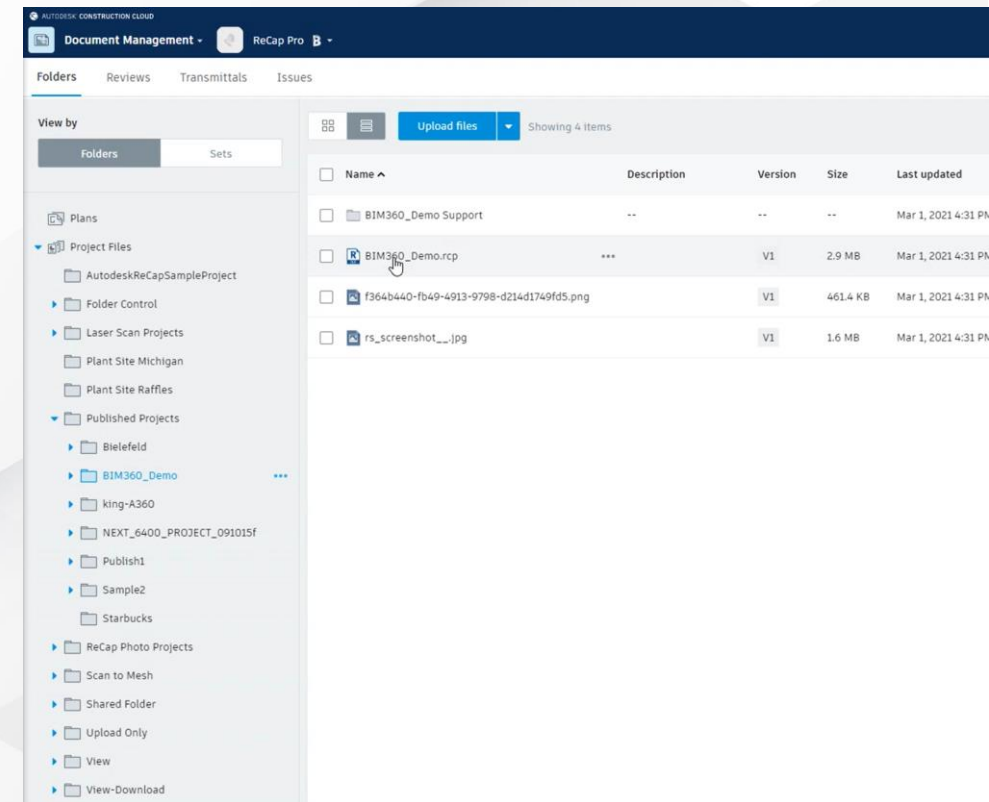 AUTODESK CONSTRUCTION CLOUD
Document Management ReCap Pro B
Folders Reviews Transmittals Issues
View by
Folders Sets
Upload files Showing 4 items
Name Description Version Size Last updated
BIM360_Demo Support -- -- -- Mar 1, 2021 4:31 PM
BIM360_Demo.rcp ••• V1 2.9 MB Mar 1, 2021 4:31 PM
f364b440-fb49-4913-9798-d214d1749fd5.png V1 461.4 KB Mar 1, 2021 4:31 PM
rs_screenshot__.jpg V1 1.6 MB Mar 1, 2021 4:31 PM
Plans
Project Files
AutodeskReCapSampleProject
Folder Control
Laser Scan Projects
Plant Site Michigan
Plant Site Raffles
Published Projects
Bielefeld
BIM360_Demo •••
king-A360
NEXT_6400_PROJECT_091015f
Publish1
Sample2
Starbucks
ReCap Photo Projects
Scan to Mesh
Shared Folder
Upload Only
View
View-Download